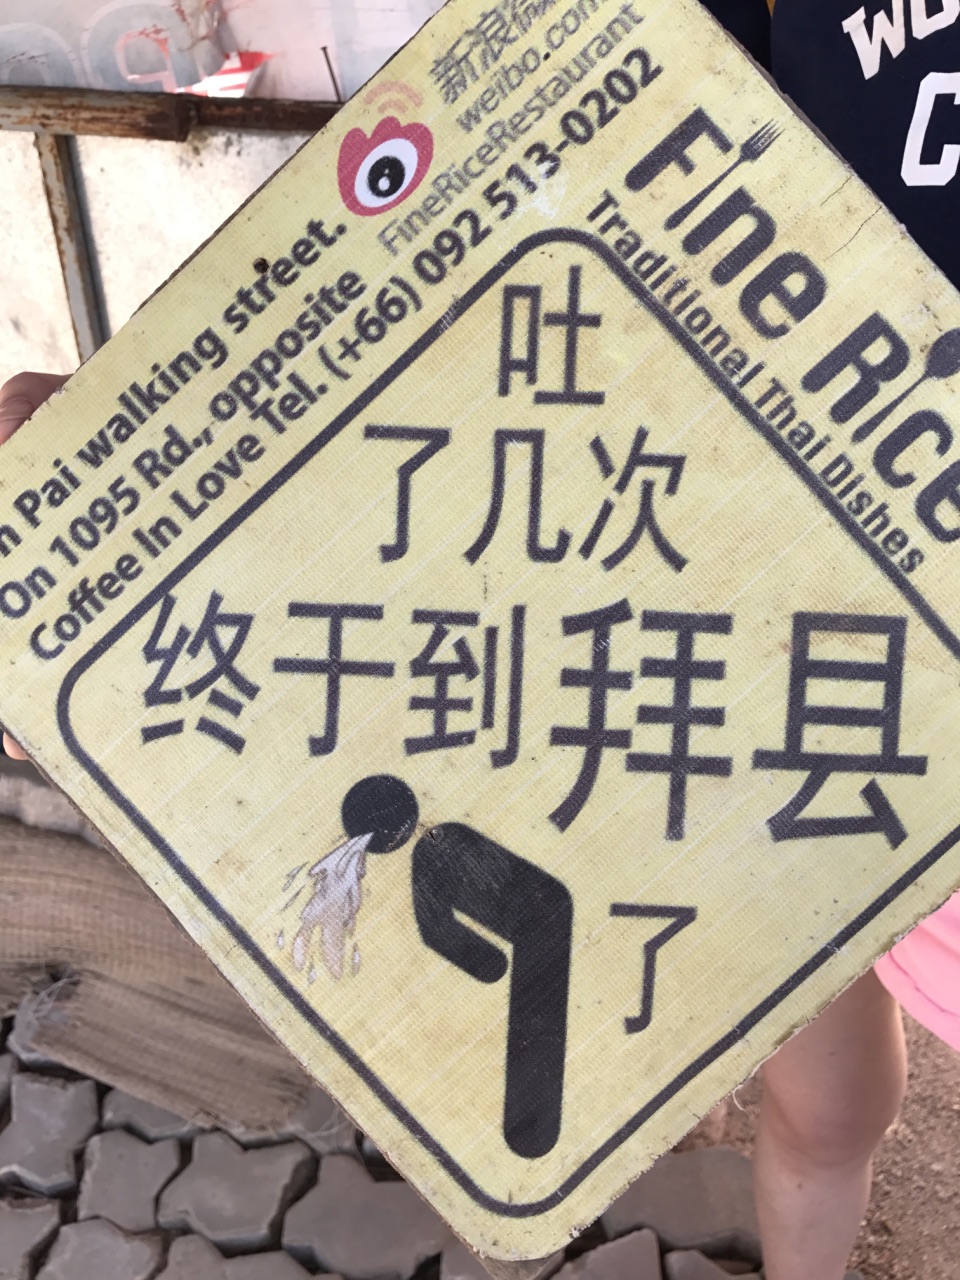 新浪微
weibo.com
FineRiceRestaurant
Pai walking street.
On 1095 Rd., opposite
Coffee In Love Tel. (+66) 092 513-0202
Fine Rice
Traditional Thai Dishes
吐
了几次
终于到拜县
了
WO
C